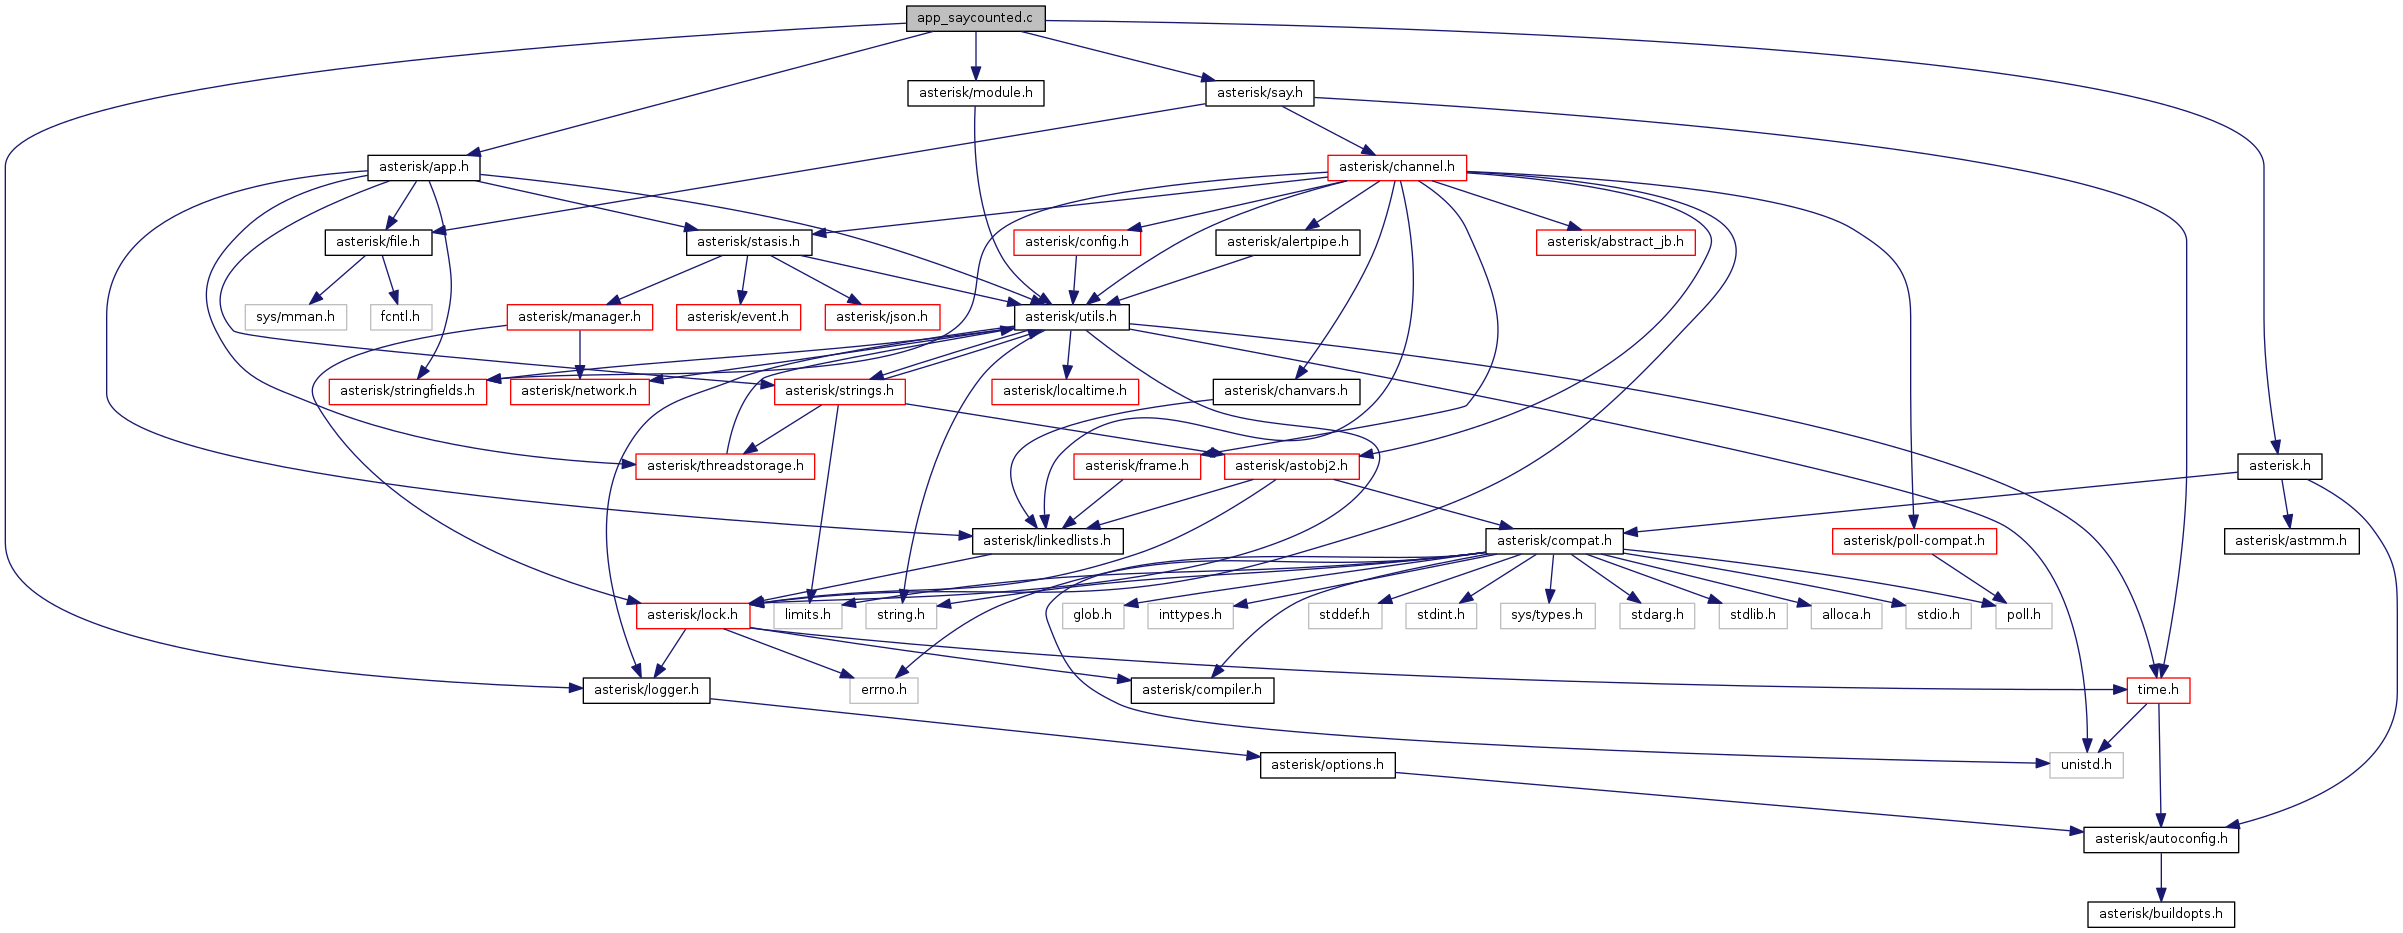 app_saycounted.c
asterisk/module.h
asterisk/say.h
asterisk/app.h
asterisk/channel.h
asterisk/file.h
asterisk/stasis.h
asterisk/config.h
asterisk/alertpipe.h
asterisk/abstract_jb.h
sys/mman.h
fcntl.h
asterisk/manager.h
asterisk/event.h
asterisk/json.h
asterisk/utils.h
asterisk/stringfields.h
asterisk/network.h
asterisk/strings.h
asterisk/localtime.h
asterisk/chanvars.h
asterisk/threadstorage.h
asterisk/frame.h
asterisk/astobj2.h
asterisk.h
asterisk/linkedlists.h
asterisk/compat.h
asterisk/poll-compat.h
asterisk/astmm.h
asterisk/lock.h
limits.h
string.h
glob.h
inttypes.h
stddef.h
stdint.h
sys/types.h
stdarg.h
stdlib.h
alloca.h
stdio.h
poll.h
asterisk/logger.h
errno.h
asterisk/compiler.h
time.h
asterisk/options.h
unistd.h
asterisk/autoconfig.h
asterisk/buildopts.h